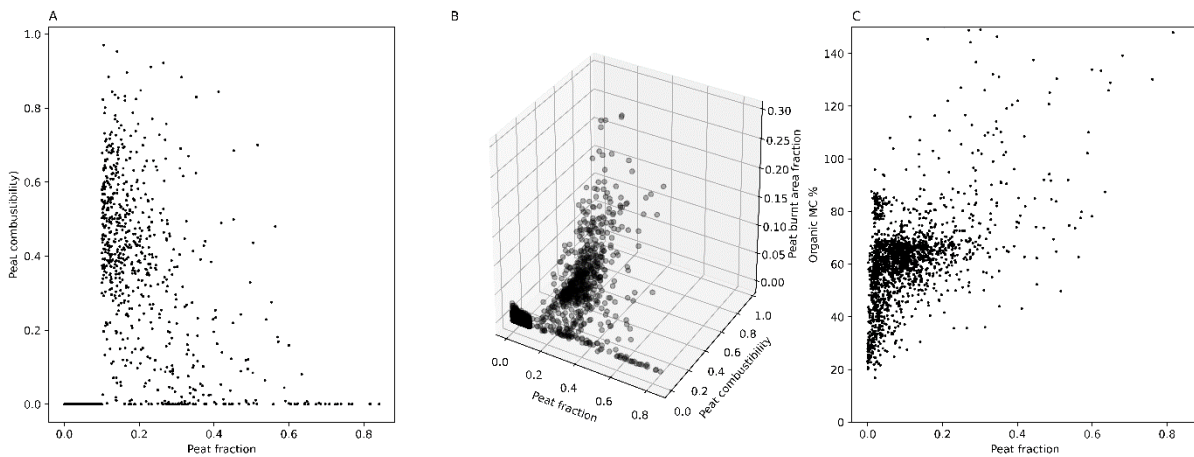 A
1.0
0.8
0.6
0.4
0.2
0.0
PeaL combustibility)
0.0 0.2 0.4 0.6 0.8
Peat fraction
B
0.30
0.25
0.20
0.15
0.10
0.05
0.00
Peat burnt area fraction
1.0
0.8
0.6
0.4
0.2
0.0
Peat combustibility
0.0 0.2 0.4 0.6 0.8
Peat fraction
C
140
120
100
80
60
40
20
0
Organic MC %
0.0 0.2 0.4 0.6 0.8
Peat fraction